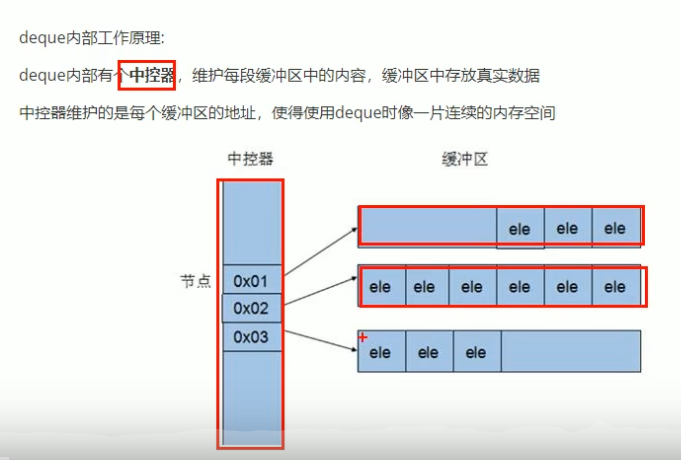 deque内部工作原理:
deque内部有个中控器，维护每段缓冲区中的内容，缓冲区中存放真实数据
中控器维护的是每个缓冲区的地址，使得使用deque时像一片连续的内存空间
中控器 缓冲区
ele ele ele
节点 0x01 ele ele ele ele ele ele
0x02
0x03 ele ele ele